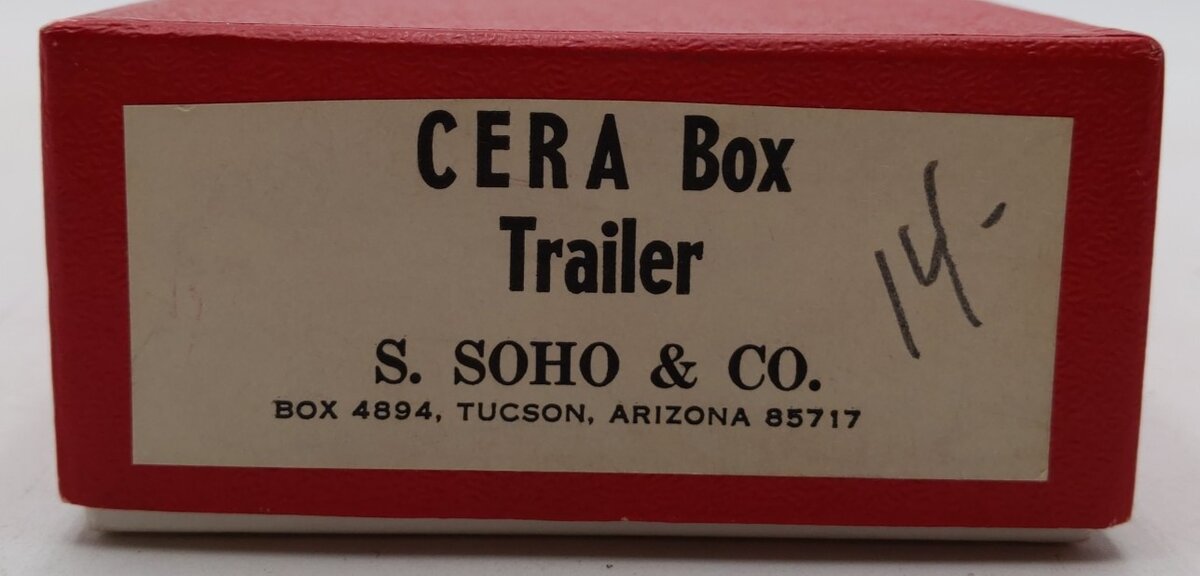 CERA Box
Trailer
14.-
S. SOHO & CO.
BOX 4894, TUCSON, ARIZONA 85717